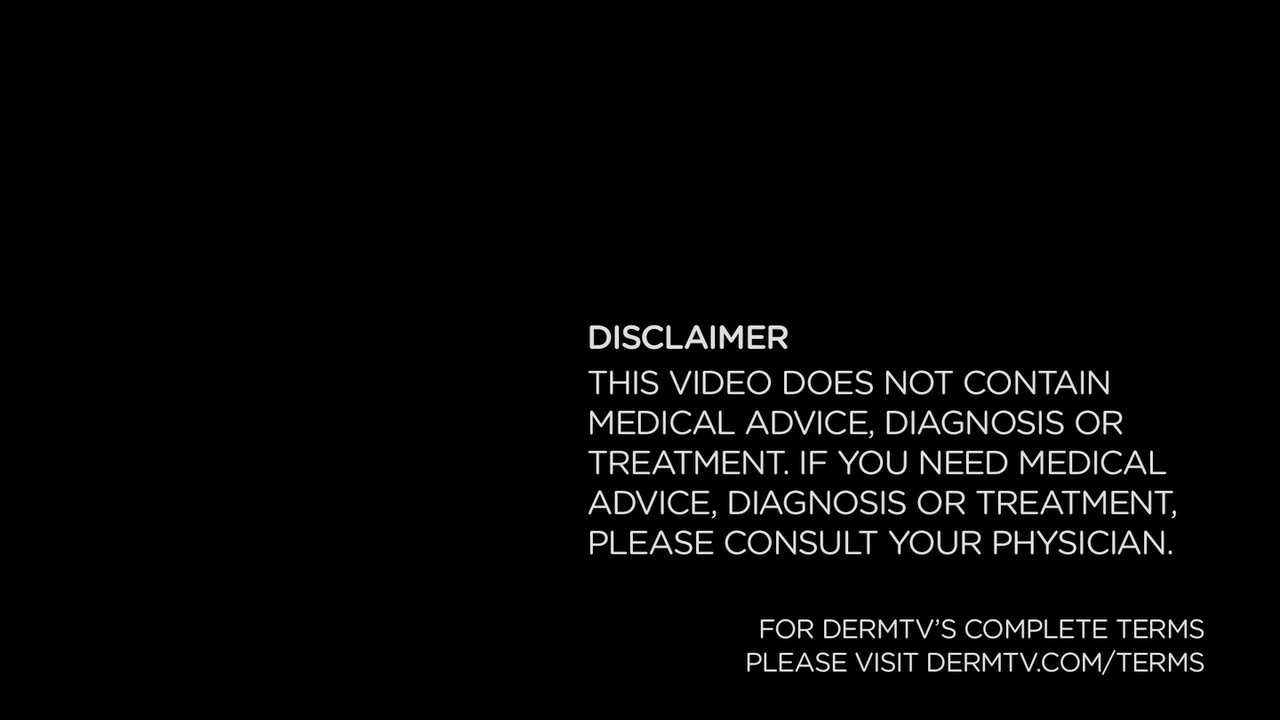 DISCLAIMER
THIS VIDEO DOES NOT CONTAIN
MEDICAL ADVICE, DIAGNOSIS OR
TREATMENT. IF YOU NEED MEDICAL
ADVICE, DIAGNOSIS OR TREATMENT,
PLEASE CONSULT YOUR PHYSICIAN.
FOR DERMTV’S COMPLETE TERMS
PLEASE VISIT DERMTV.COM/TERMS